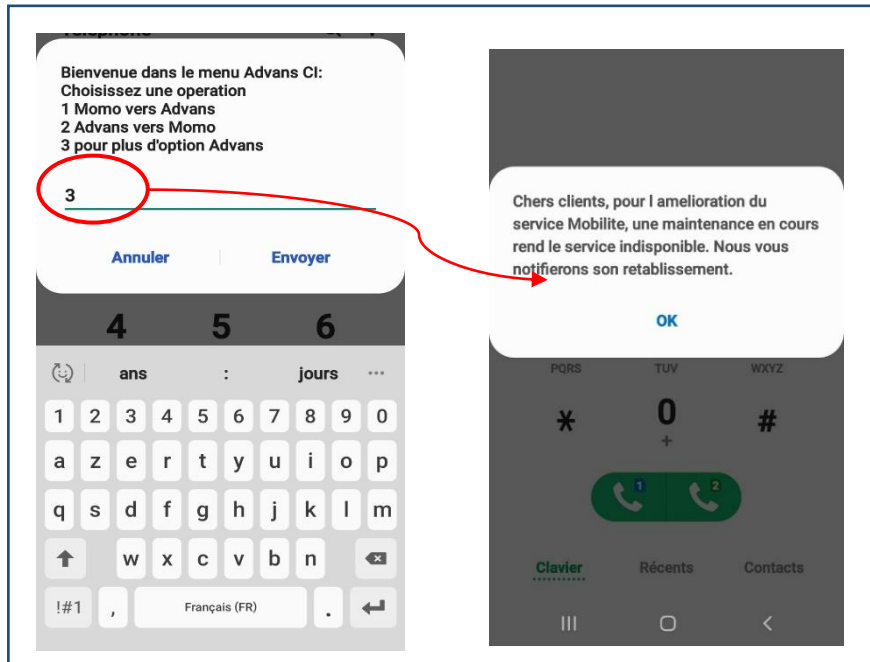 Bienvenue dans le menu Advans CI:
Choisissez une operation
1 Momo vers Advans
2 Advans vers Momo
3 pour plus d'option Advans
3
Annuler
Envoyer
4 5 6
ans : jours ...
1 2 3 4 5 6 7 8 9 0
a z e r t y u i o p
q s d f g h j k l m
w x c v b n
!#1 , Français (FR) .
Chers clients, pour l amelioration du
service Mobilite, une maintenance en cours
rend le service indisponible. Nous vous
notifierons son retablissement.
OK
PQRS TUV WXYZ
* 0 #
+
1 2
Clavier Récents Contacts